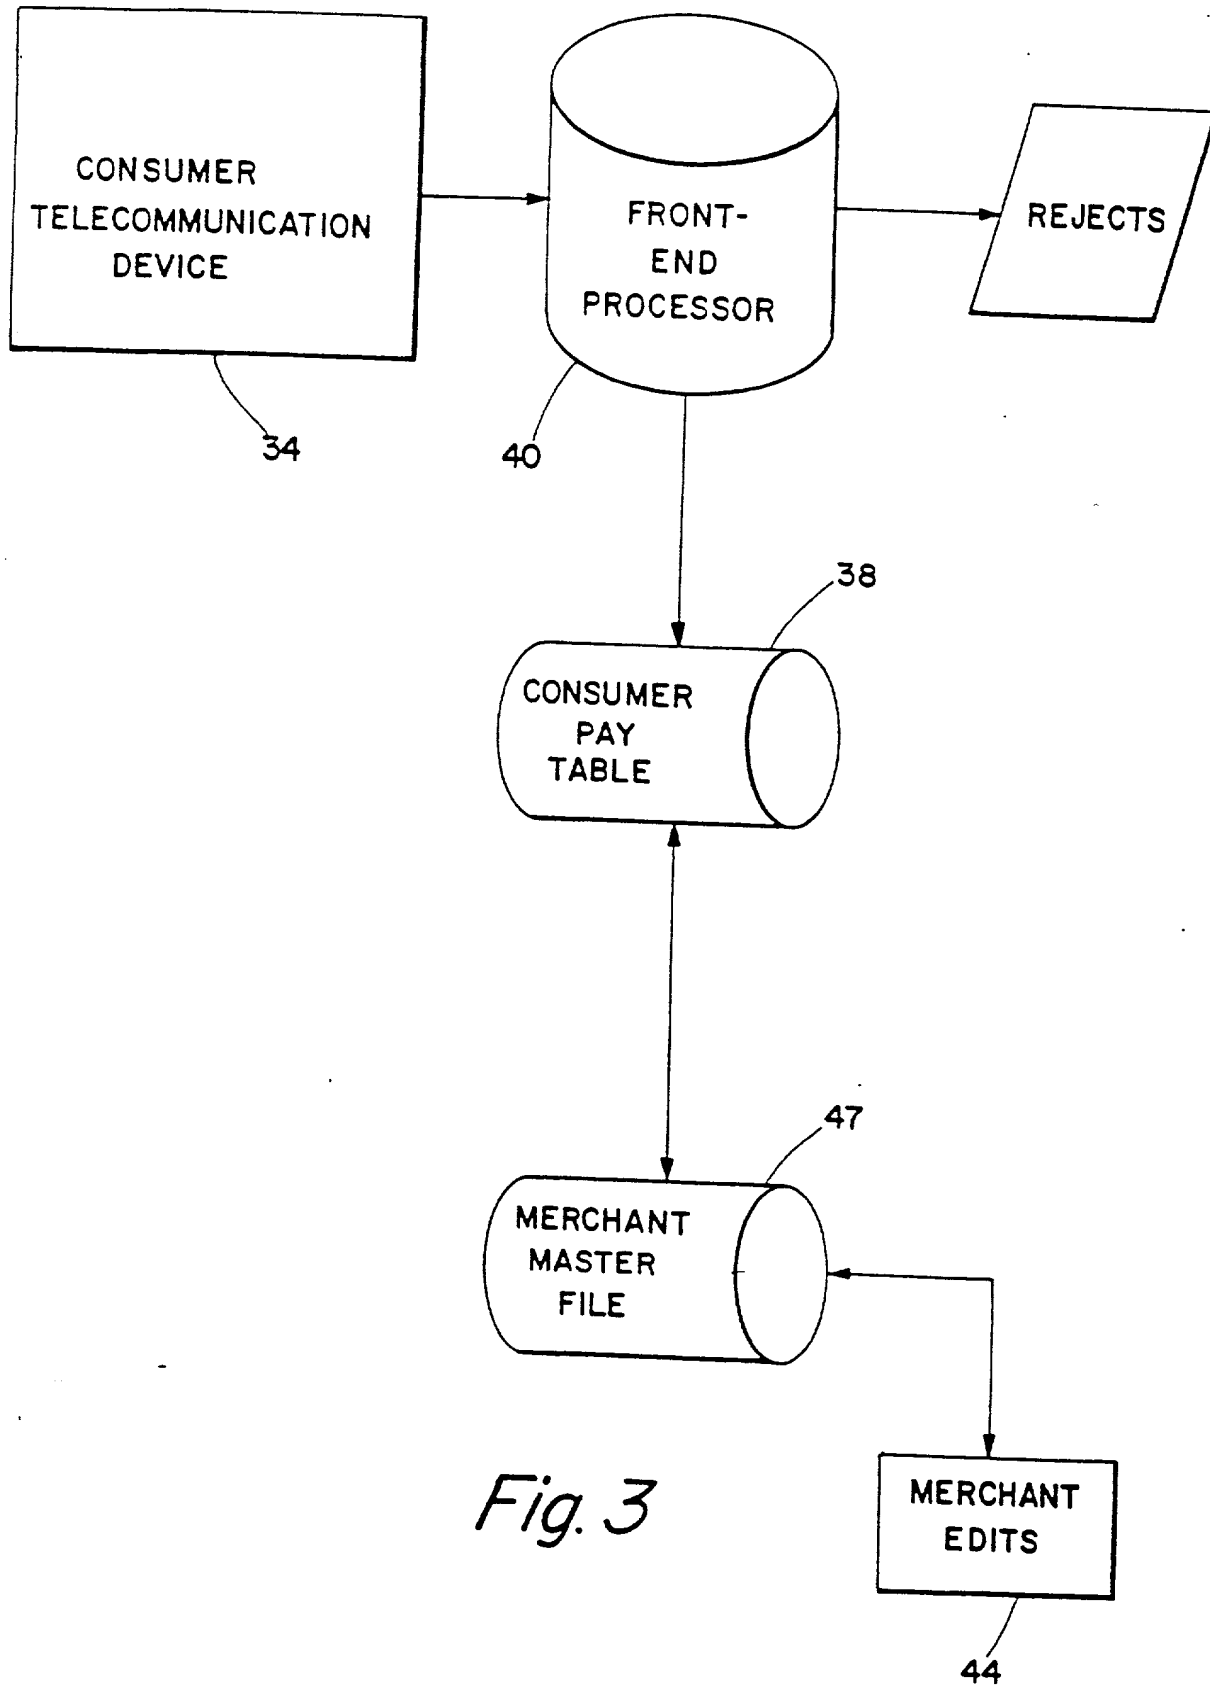 CONSUMER
TELECOMMUNICATION
DEVICE
34
FRONT-
END
PROCESSOR
40
REJECTS
38
CONSUMER
PAY
TABLE
47
MERCHANT
MASTER
FILE
MERCHANT
EDITS
44
Fig. 3